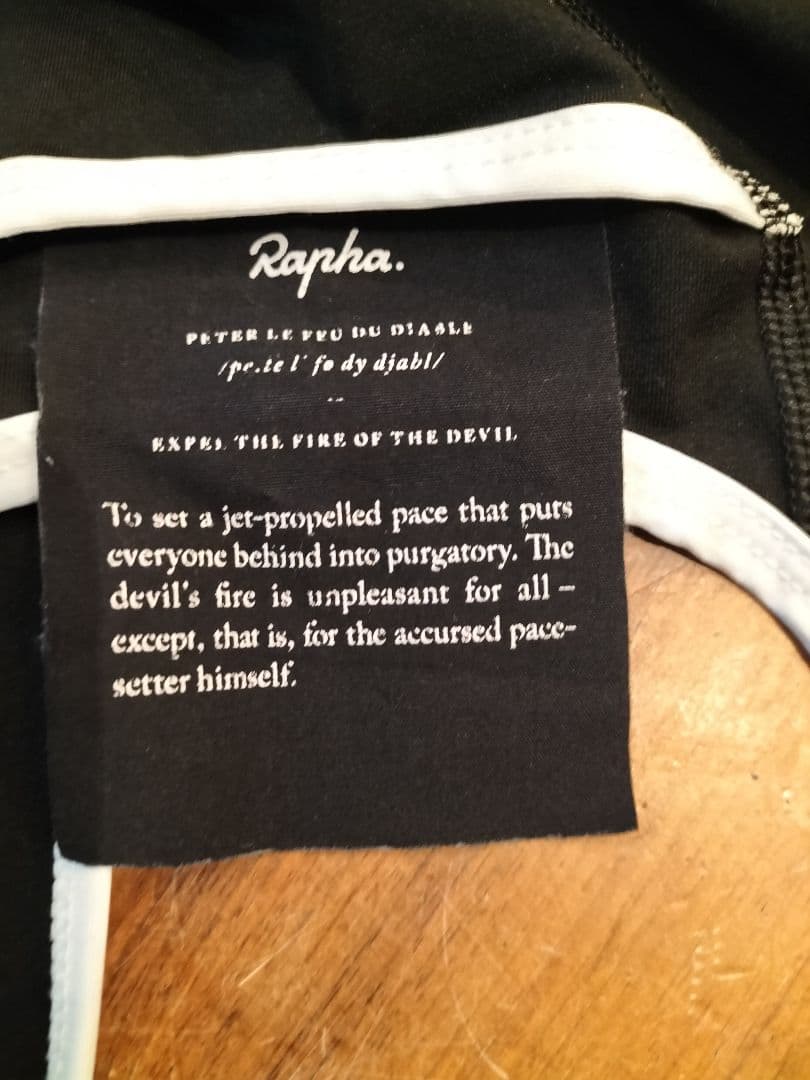 Rapha.
PETER LE FEU DU DIABLE
/pe.te l' fø dy djabl/
--
EXPEL THE FIRE OF THE DEVIL
To set a jet-propelled pace that puts
everyone behind into purgatory. The
devil's fire is unpleasant for all –
except, that is, for the accursed pace-
setter himself.